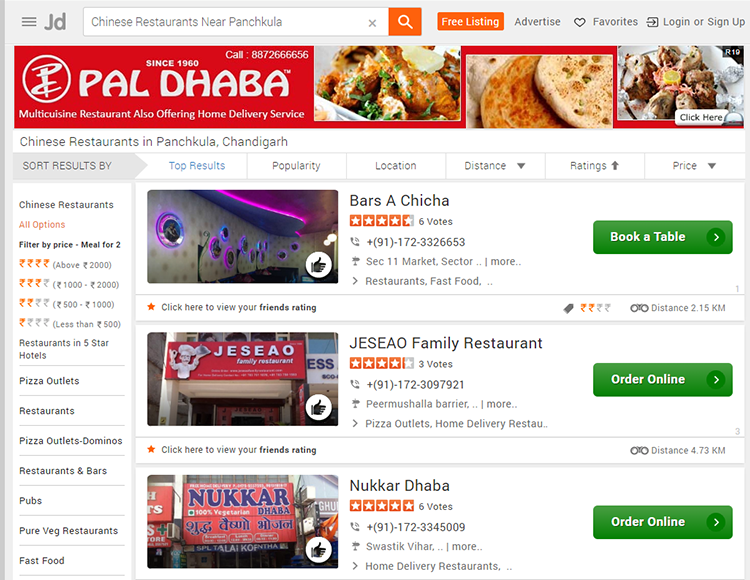 Jd
Chinese Restaurants Near Panchkula
×
Free Listing
Advertise
Favorites
Login or Sign Up
SINCE 1960
Call : 8872666656
PAL DHABA™
Multicuisine Restaurant Also Offering Home Delivery Service
R19
Click Here
Chinese Restaurants in Panchkula, Chandigarh
SORT RESULTS BY
Top Results
Popularity
Location
Distance
Ratings
Price
Chinese Restaurants
All Options
Filter by price - Meal for 2
₹₹₹₹ (Above ₹ 2000)
₹₹₹₹ (₹ 1000 - ₹ 2000)
₹₹₹₹ (₹ 500 - ₹ 1000)
₹₹₹₹ (Less than ₹ 500)
Restaurants in 5 Star
Hotels
Pizza Outlets
Restaurants
Pizza Outlets-Dominos
Restaurants & Bars
Pubs
Pure Veg Restaurants
Fast Food
Bars A Chicha
6 Votes
+(91)-172-3326653
Sec 11 Market, Sector .. | more..
Restaurants, Fast Food, ..
Book a Table
1
Click here to view your friends rating
₹₹₹₹
Distance 2.15 KM
JESEAO
family restaurant
ESS
JESEAO Family Restaurant
3 Votes
+(91)-172-3097921
Peermushalla barrier, .. | more..
Pizza Outlets, Home Delivery Restau..
Order Online
3
Click here to view your friends rating
Distance 4.73 KM
NUKKAR
100% Vegetarian DHABA
शुद्ध वैष्णो भोजन
Nukkar Dhaba
6 Votes
+(91)-172-3345009
Swastik Vihar, .. | more..
Home Delivery Restaurants, ..
Order Online